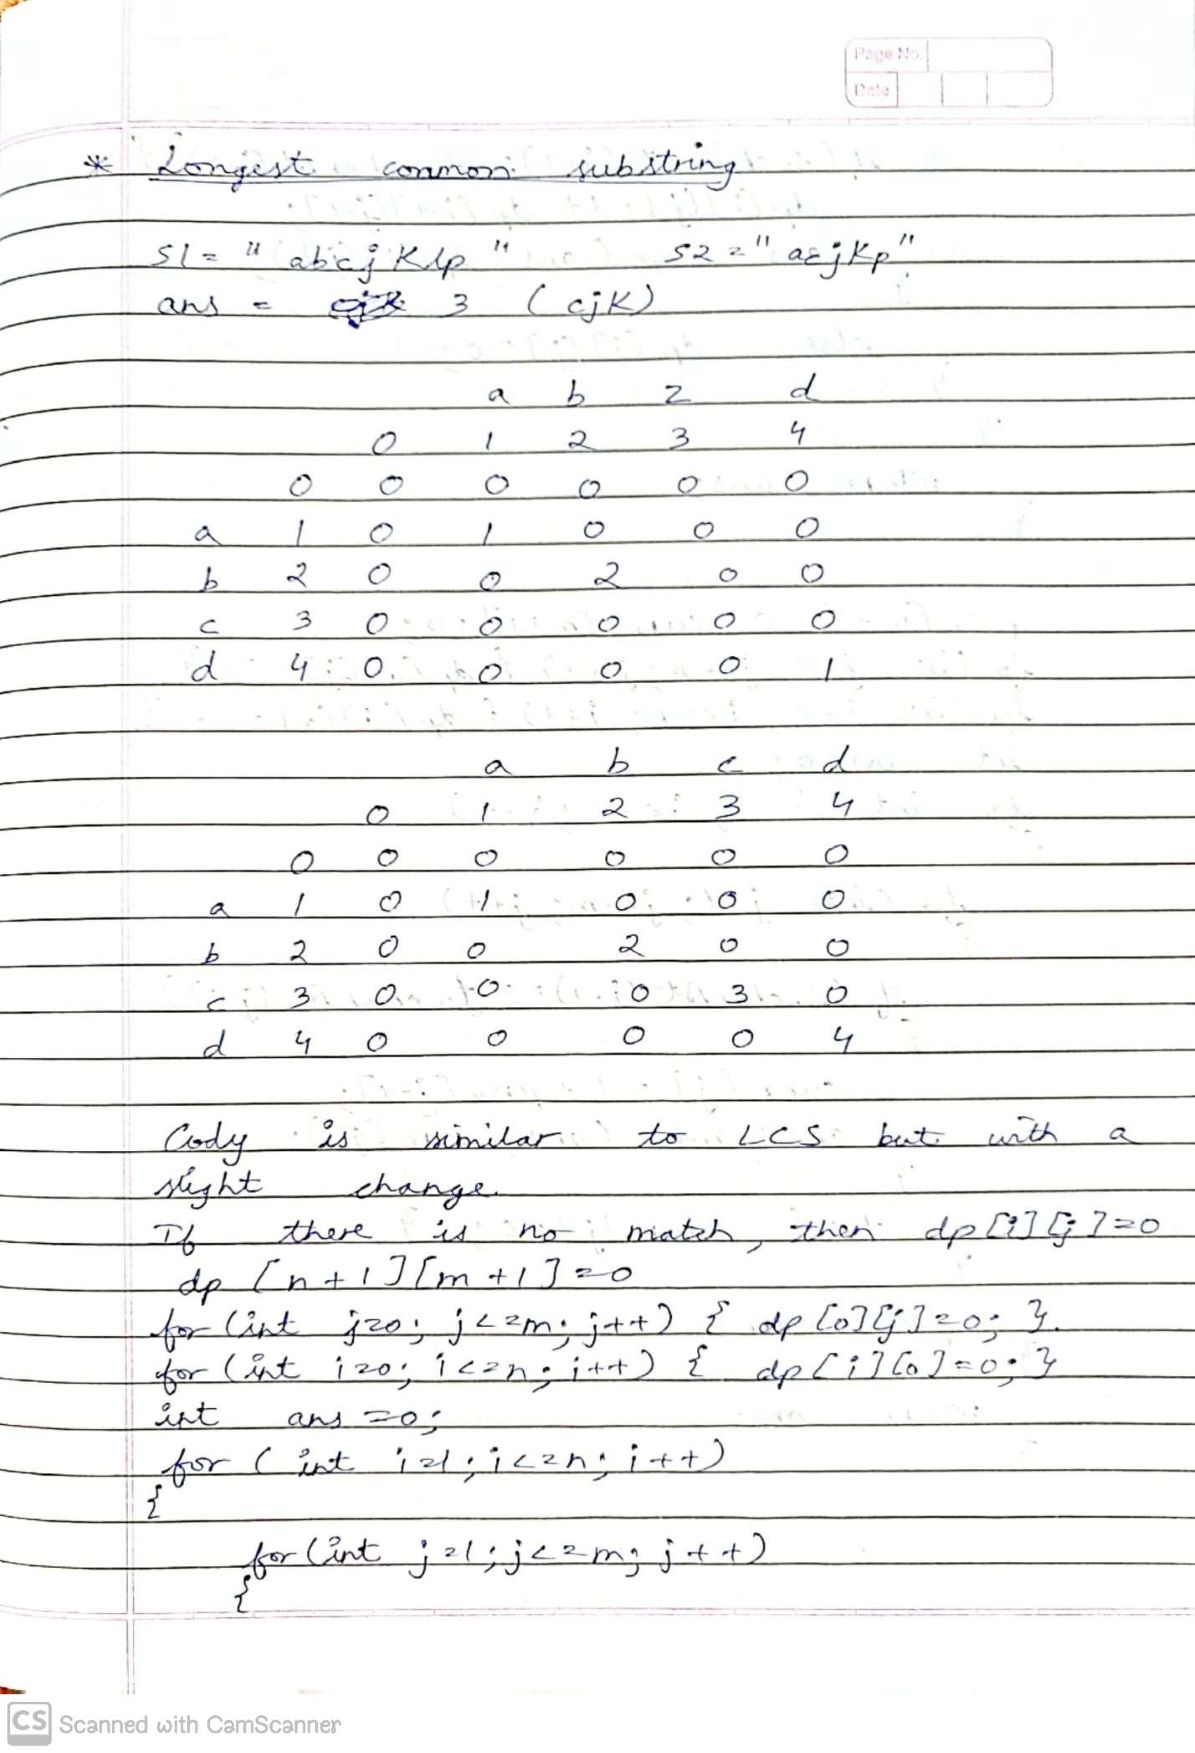 Page No.
Date
* Longest common substring
S1 = " abcjklp " S2 = "acjkp"
ans = 3 (cjk)
a b z d
0 1 2 3 4
0 0 0 0 0 0
a 1 0 1 0 0 0
b 2 0 0 2 0 0
c 3 0 0 0 0 0
d 4 0 0 0 0 1
a b c d
0 1 2 3 4
0 0 0 0 0 0
a 1 0 1 0 0 0
b 2 0 0 2 0 0
c 3 0 0 0 3 0
d 4 0 0 0 0 4
Cody is similar to LCS but with a
slight change.
If there is no match, then dp[i][j]=0
dp [n+1][m+1]=0
for (int j=0; j<=m; j++) { dp[0][j]=0; }
for (int i=0; i<=n; i++) { dp[i][0]=0; }
int ans=0;
for ( int i=1; i<=n; i++)
{
for (int j=1; j<=m; j++)
{
CS Scanned with CamScanner